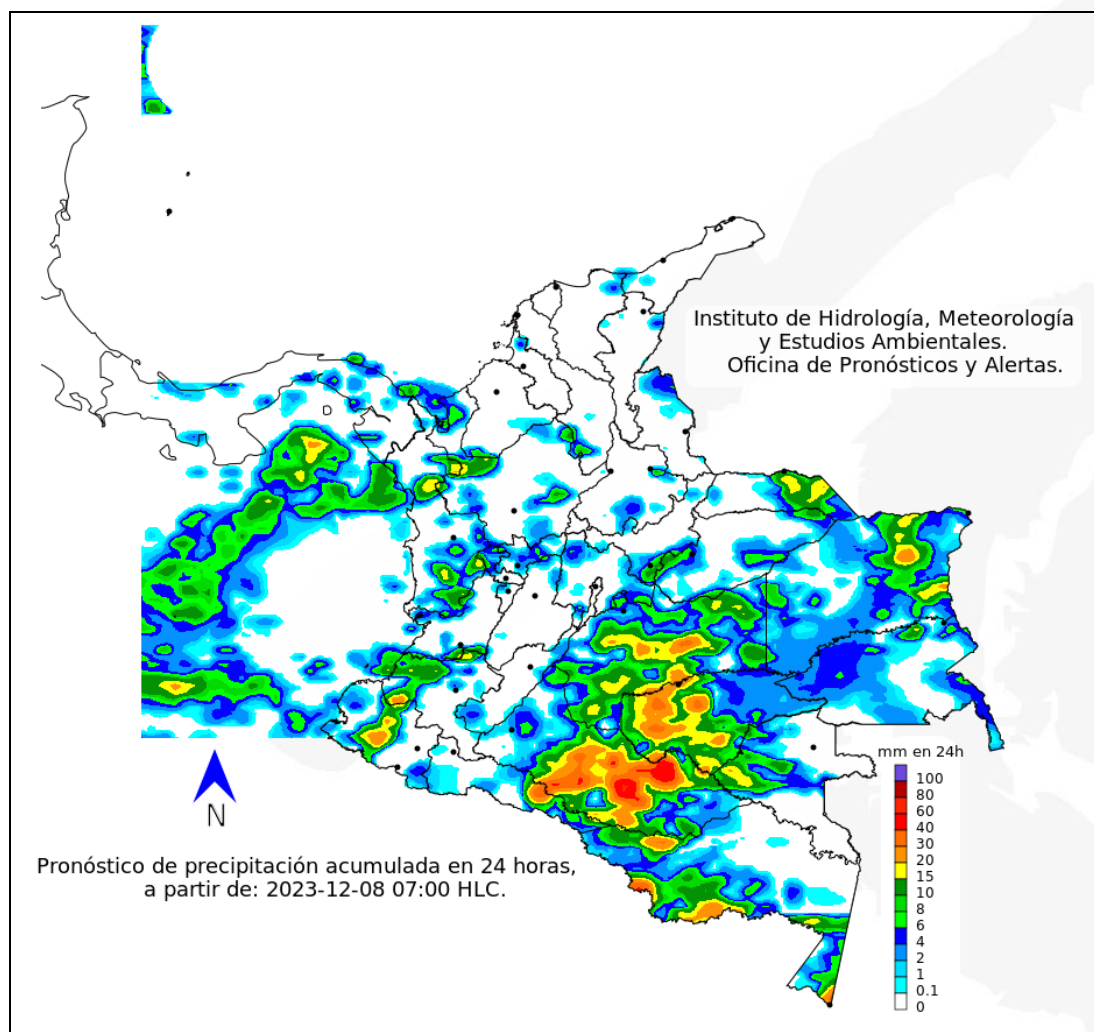 Instituto de Hidrología, Meteorología
y Estudios Ambientales.
Oficina de Pronósticos y Alertas.
mm en 24h
100
80
60
40
30
20
15
10
8
6
4
2
1
0.1
0
N
Pronóstico de precipitación acumulada en 24 horas,
a partir de: 2023-12-08 07:00 HLC.